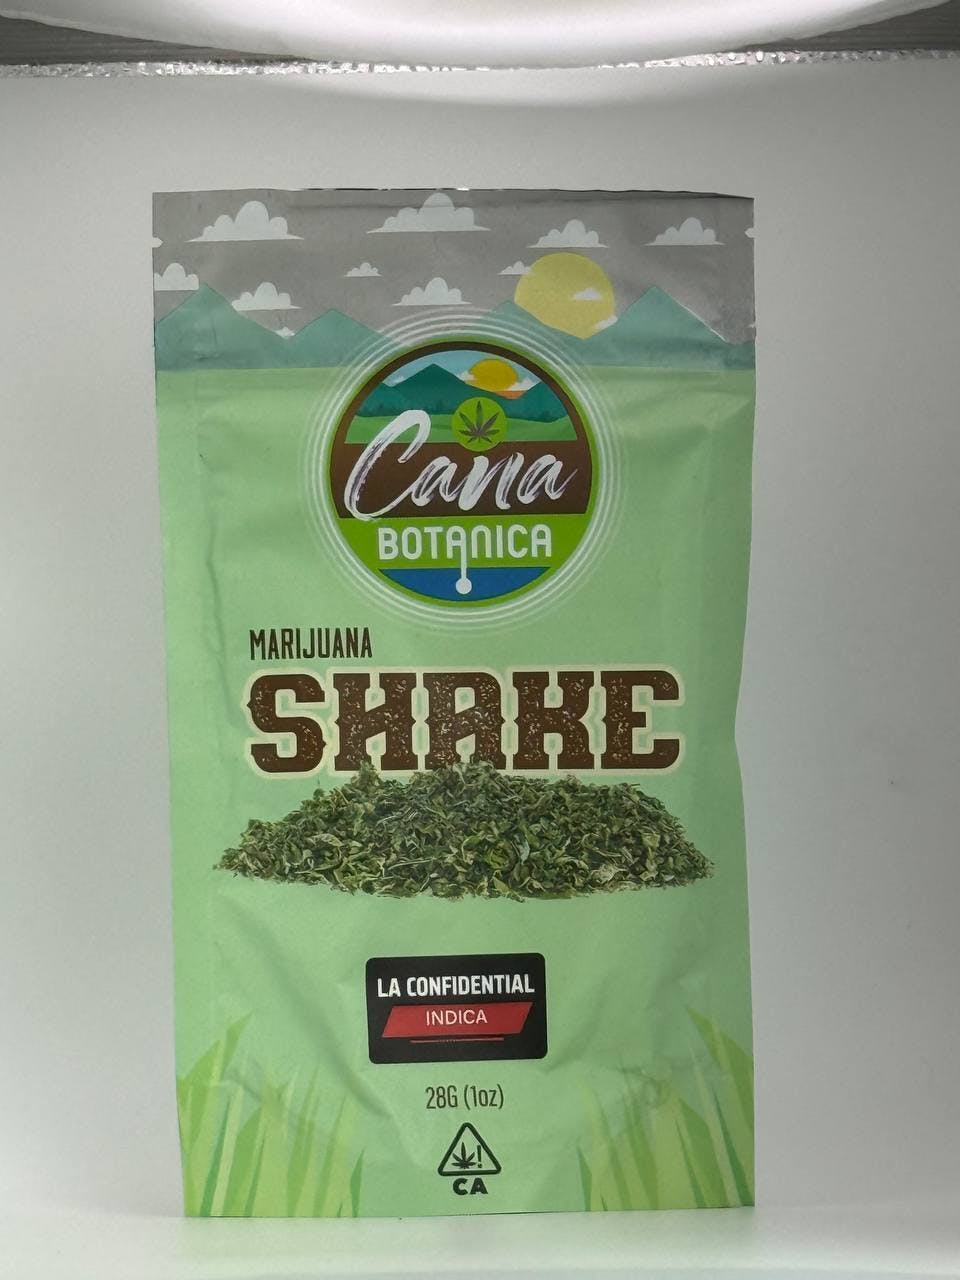 Cana
BOTANICA
MARIJUANA
SHAKE
LA CONFIDENTIAL
INDICA
28G (1oz)
!
CA